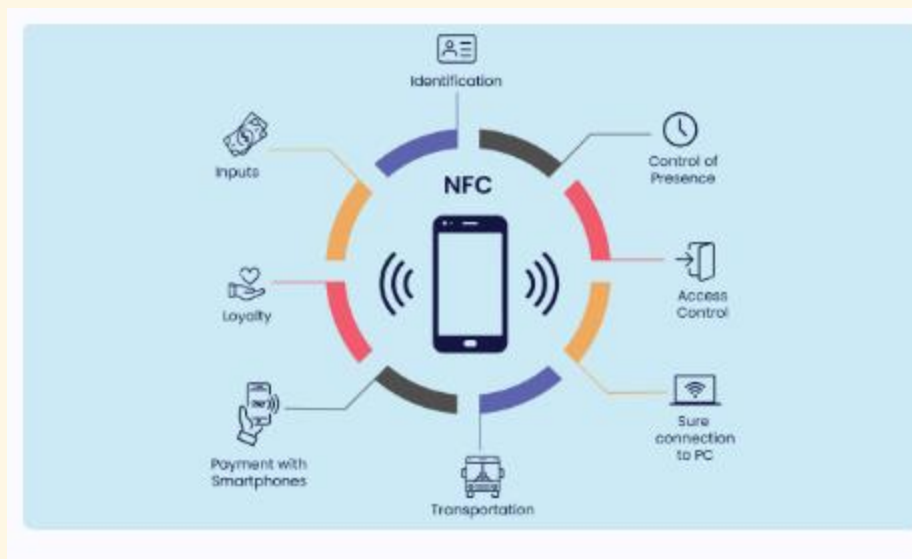 Identification
NFC
Control of
Presence
Access
Control
Sure
connection
to PC
Transportation
Payment with
Smartphones
Loyalty
Inputs